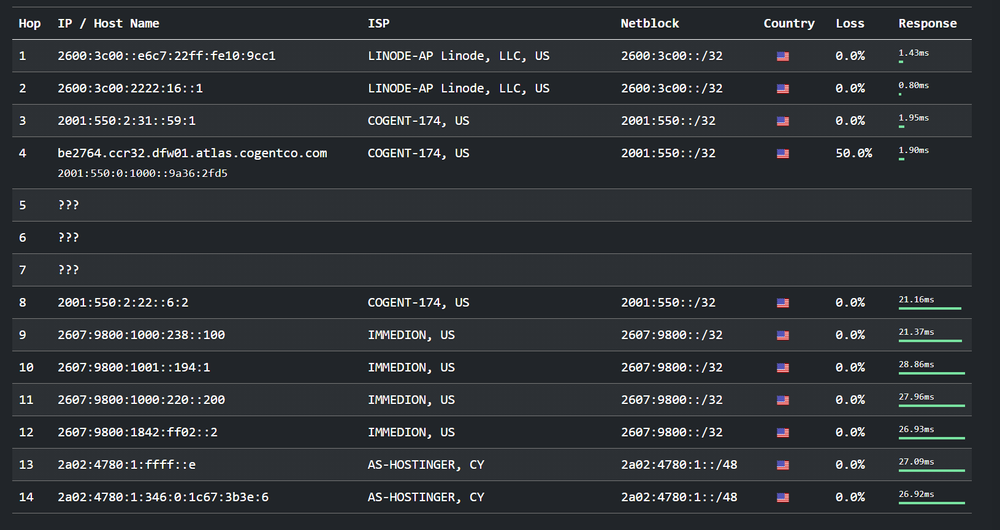 Hop IP / Host Name ISP Netblock Country Loss Response
1 2600:3c00::e6c7:22ff:fe10:9cc1 LINODE-AP Linode, LLC, US 2600:3c00::/32 0.0% 1.43ms
2 2600:3c00:2222:16::1 LINODE-AP Linode, LLC, US 2600:3c00::/32 0.0% 0.80ms
3 2001:550:2:31::59:1 COGENT-174, US 2001:550::/32 0.0% 1.95ms
4 be2764.ccr32.dfw01.atlas.cogentco.com COGENT-174, US 2001:550::/32 50.0% 1.90ms
2001:550:0:1000::9a36:2fd5
5 ???
6 ???
7 ???
8 2001:550:2:22::6:2 COGENT-174, US 2001:550::/32 0.0% 21.16ms
9 2607:9800:1000:238::100 IMMEDION, US 2607:9800::/32 0.0% 21.37ms
10 2607:9800:1001::194:1 IMMEDION, US 2607:9800::/32 0.0% 28.86ms
11 2607:9800:1000:220::200 IMMEDION, US 2607:9800::/32 0.0% 27.96ms
12 2607:9800:1842:ff02::2 IMMEDION, US 2607:9800::/32 0.0% 26.93ms
13 2a02:4780:1:ffff::e AS-HOSTINGER, CY 2a02:4780:1::/48 0.0% 27.09ms
14 2a02:4780:1:346:0:1c67:3b3e:6 AS-HOSTINGER, CY 2a02:4780:1::/48 0.0% 26.92ms